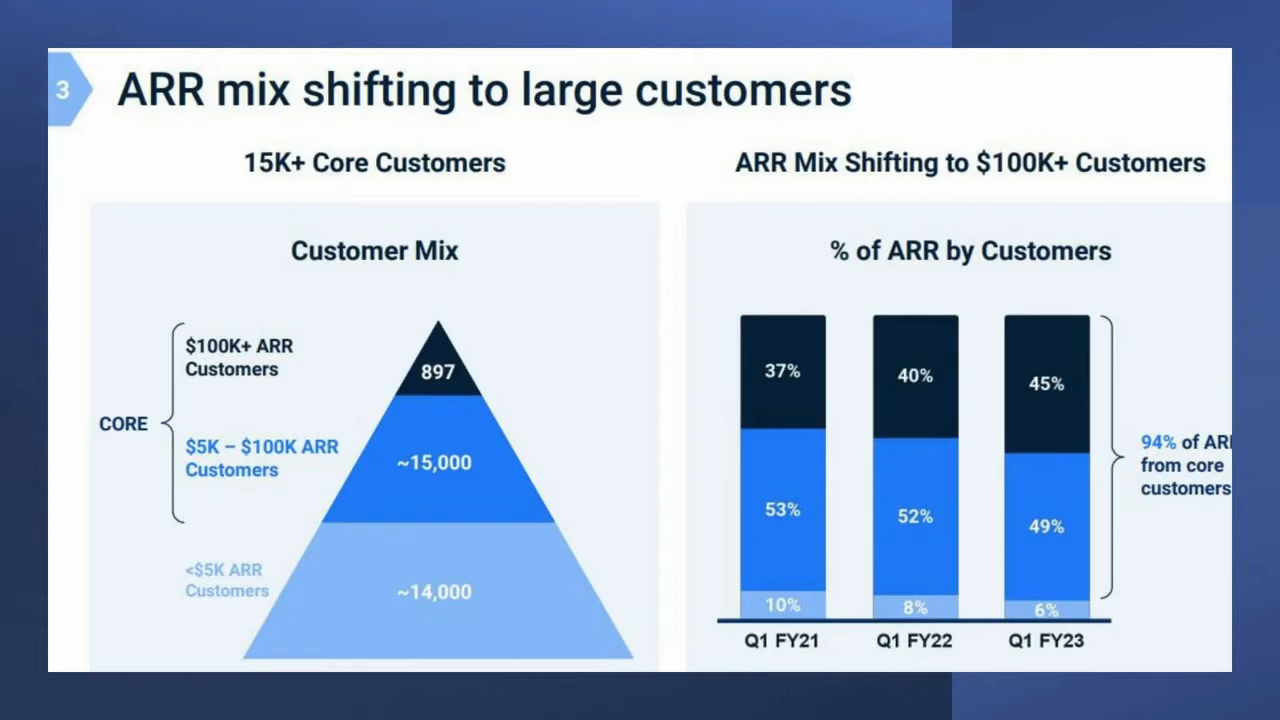 3
ARR mix shifting to large customers
15K+ Core Customers
Customer Mix
CORE
$100K+ ARR
Customers
897
$5K – $100K ARR
Customers
~15,000
<$5K ARR
Customers
~14,000
ARR Mix Shifting to $100K+ Customers
% of ARR by Customers
37%
40%
45%
53%
52%
49%
10%
8%
6%
94% of AR
from core
customers
Q1 FY21
Q1 FY22
Q1 FY23